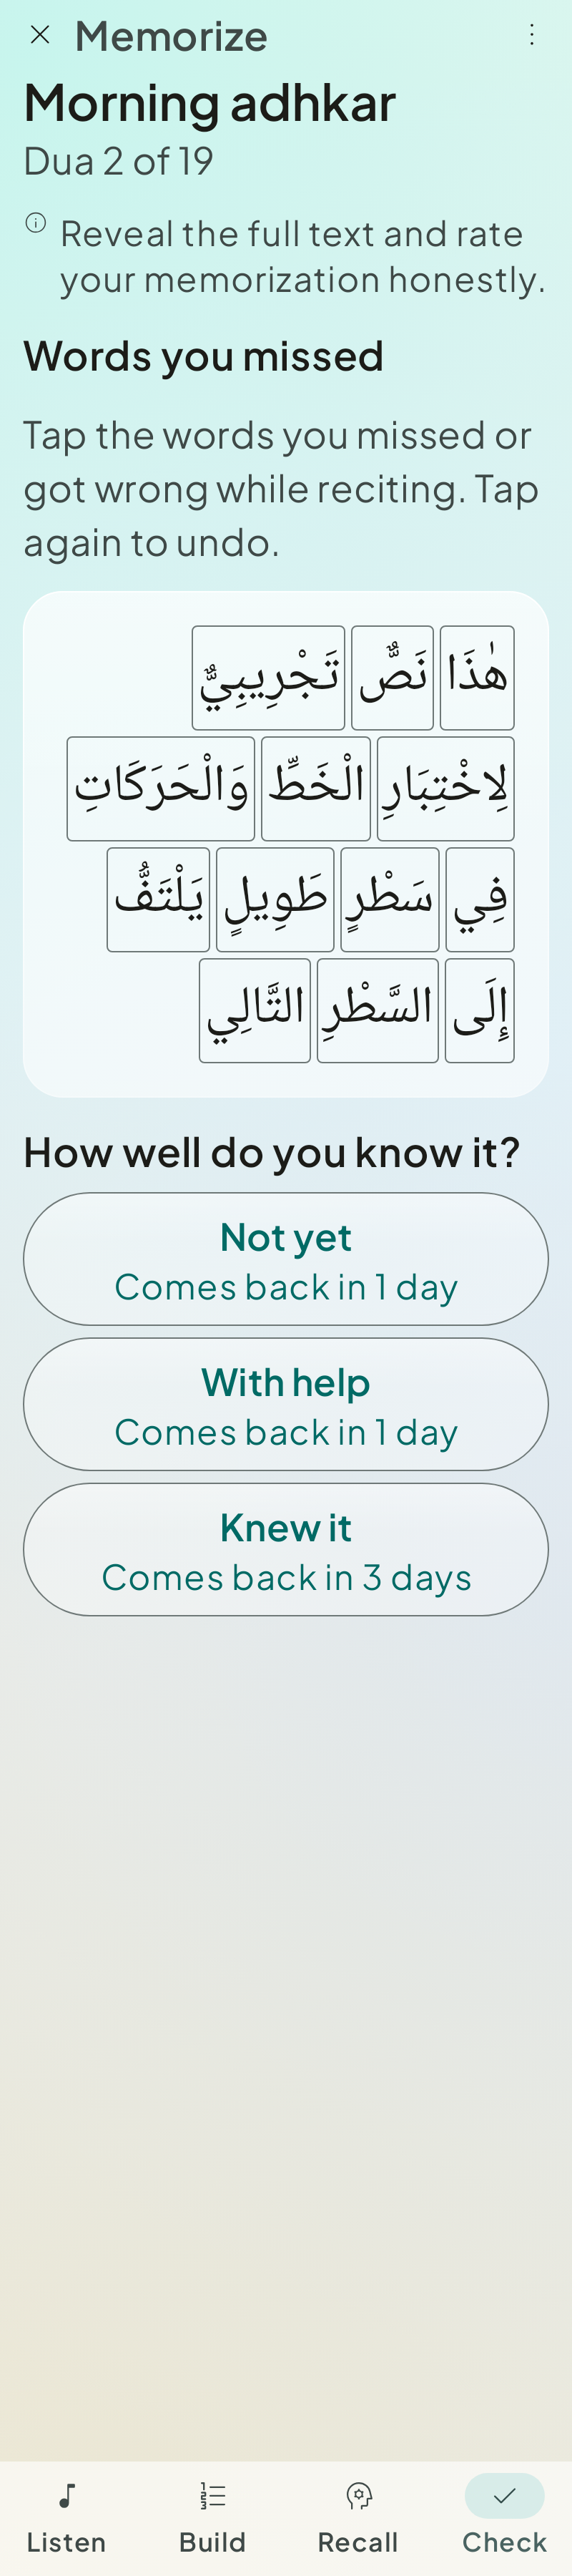 Memorize
Morning adhkar
Dua 2 of 19
Reveal the full text and rate
your memorization honestly.
Words you missed
Tap the words you missed or
got wrong while reciting. Tap
again to undo.
هٰذَا نَصٌّ تَجْرِيبِيٌّ
لِاخْتِبَارِ الْخَطِّ وَالْحَرَكَاتِ
فِي سَطْرٍ طَوِيلٍ يَلْتَفُّ
إِلَى السَّطْرِ التَّالِي
How well do you know it?
Not yet
Comes back in 1 day
With help
Comes back in 1 day
Knew it
Comes back in 3 days
Listen Build Recall Check